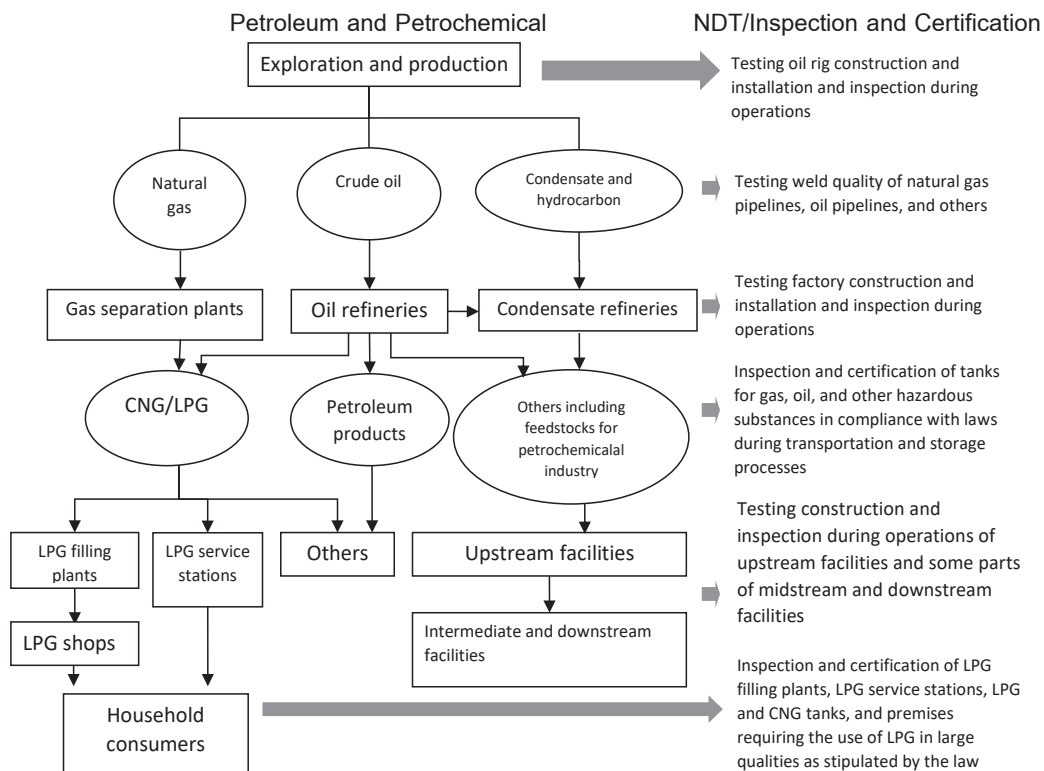 Petroleum and Petrochemical
NDT/Inspection and Certification
Exploration and production
Testing oil rig construction and
installation and inspection during
operations
Natural
gas
Crude oil
Condensate and
hydrocarbon
Testing weld quality of natural gas
pipelines, oil pipelines, and others
Gas separation plants
Oil refineries
Condensate refineries
Testing factory construction and
installation and inspection during
operations
CNG/LPG
Petroleum
products
Others including
feedstocks for
petrochemicalal
industry
Inspection and certification of tanks
for gas, oil, and other hazardous
substances in compliance with laws
during transportation and storage
processes
LPG filling
plants
LPG service
stations
Others
Upstream facilities
Testing construction and
inspection during operations of
upstream facilities and some parts
of midstream and downstream
facilities
LPG shops
Intermediate and downstream
facilities
Household
consumers
Inspection and certification of LPG
filling plants, LPG service stations, LPG
and CNG tanks, and premises
requiring the use of LPG in large
qualities as stipulated by the law